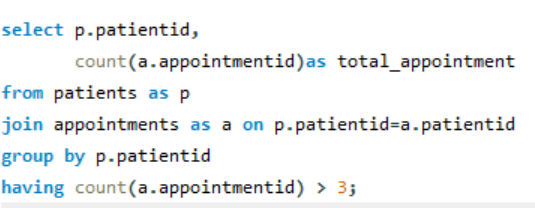 select p.patientid,
count(a.appointmentid)as total_appointment
from patients as p
join appointments as a on p.patientid=a.patientid
group by p.patientid
having count(a.appointmentid) > 3;